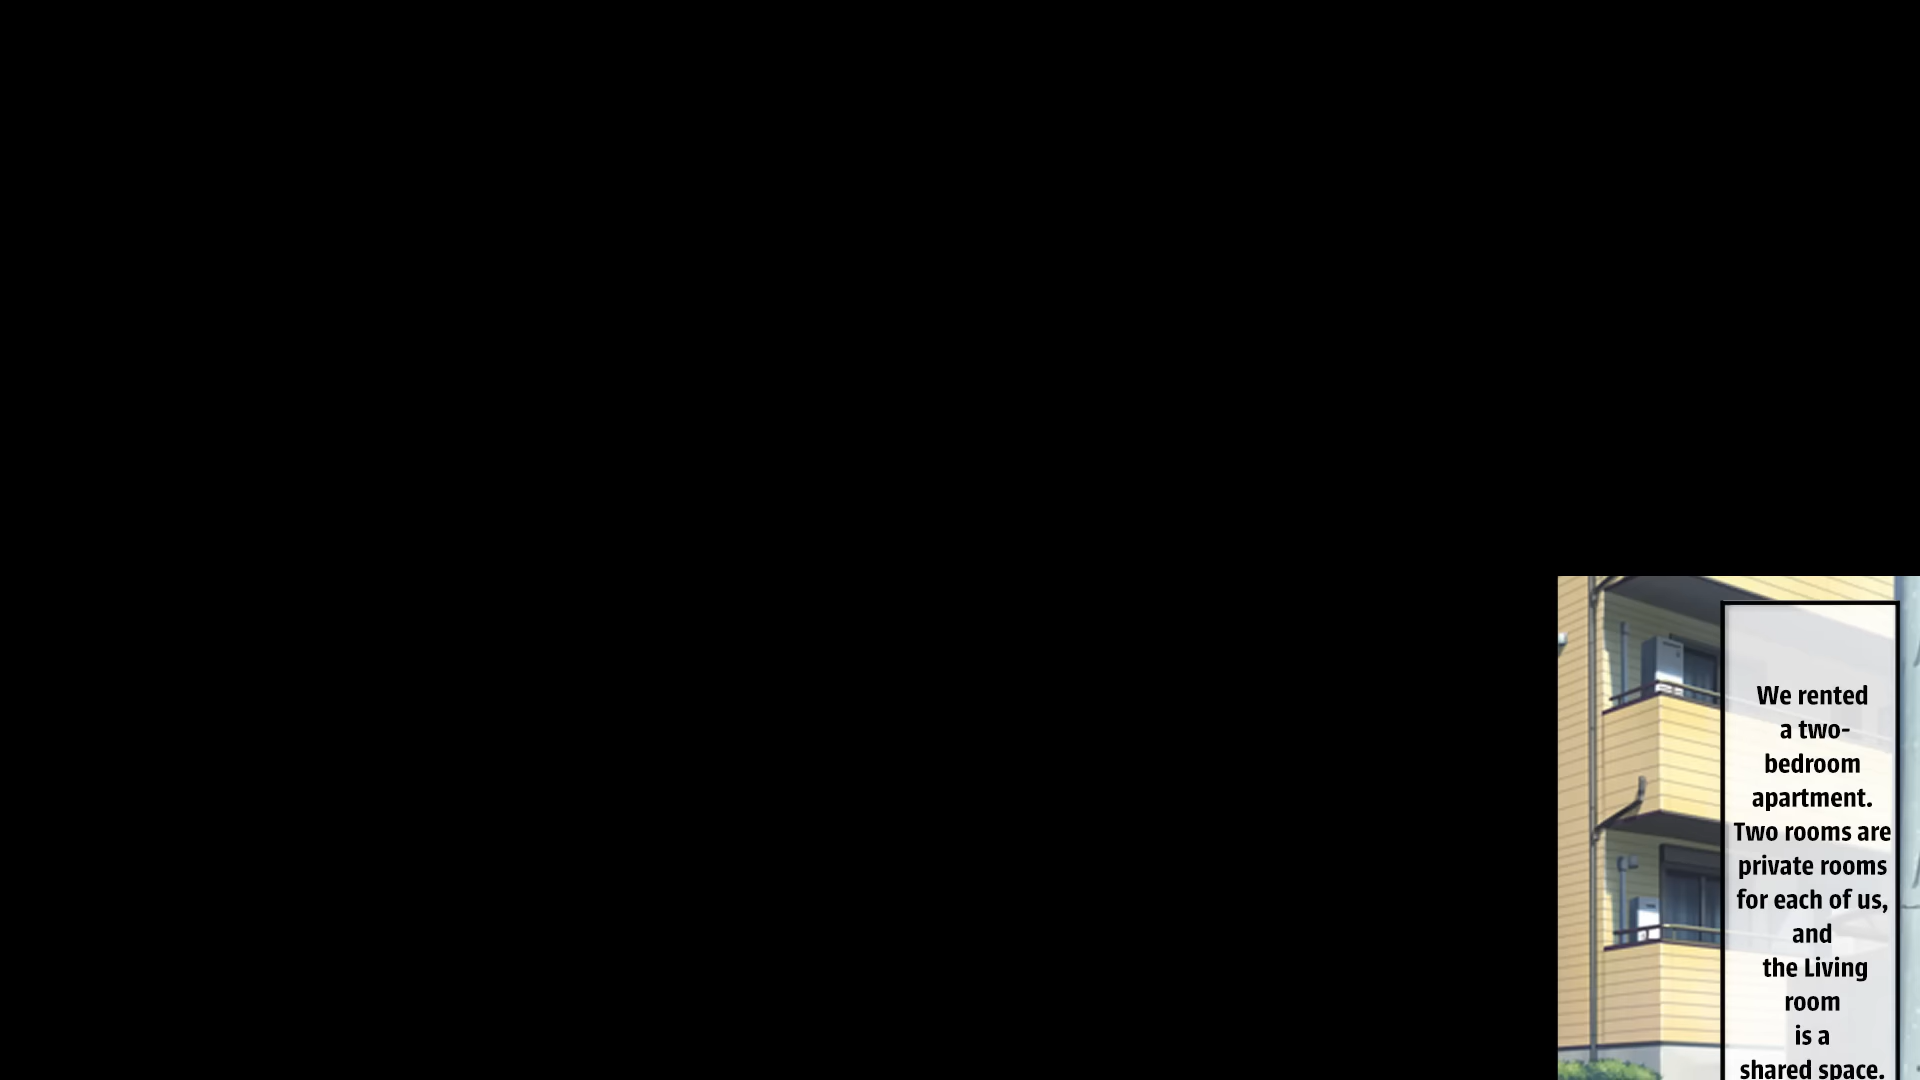 We rented
a two-
bedroom
apartment.
Two rooms are
private rooms
for each of us,
and
the Living
room
is a
shared space.